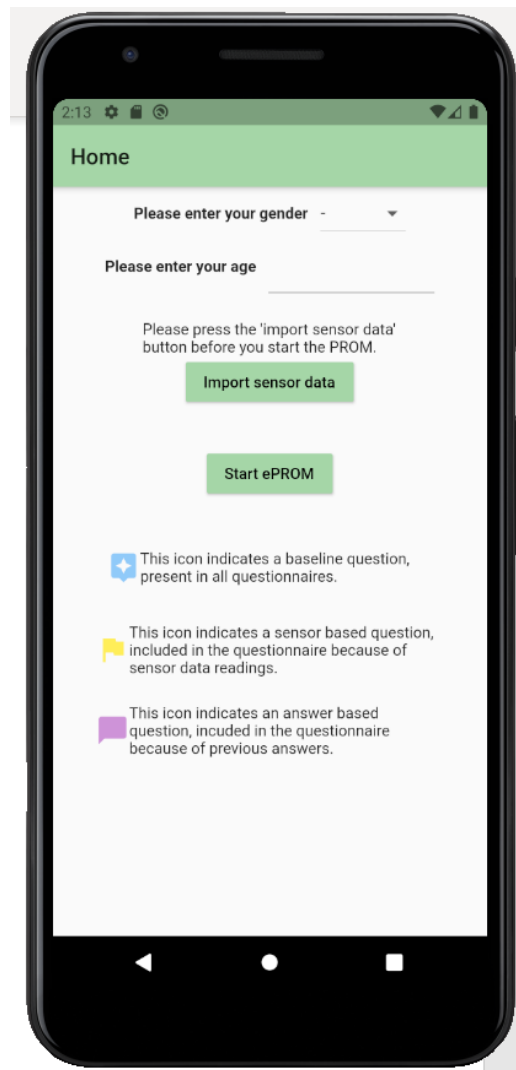 2:13
Home
Please enter your gender -
Please enter your age
Please press the 'import sensor data'
button before you start the PROM.
Import sensor data
Start ePROM
This icon indicates a baseline question,
present in all questionnaires.
This icon indicates a sensor based question,
included in the questionnaire because of
sensor data readings.
This icon indicates an answer based
question, incuded in the questionnaire
because of previous answers.